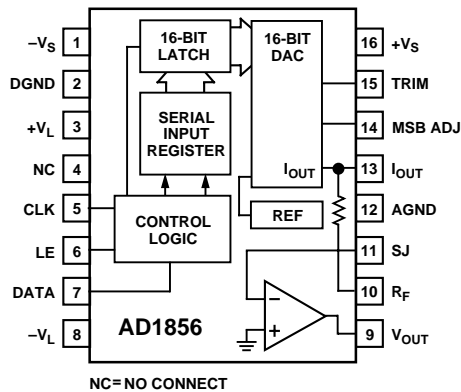 –VS 1
DGND 2
+VL 3
NC 4
CLK 5
LE 6
DATA 7
–VL 8
16-BIT
LATCH
SERIAL
INPUT
REGISTER
CONTROL
LOGIC
16-BIT
DAC
IOUT
REF
–
+
AD1856
16 +VS
15 TRIM
14 MSB ADJ
13 IOUT
12 AGND
11 SJ
10 RF
9 VOUT
NC= NO CONNECT